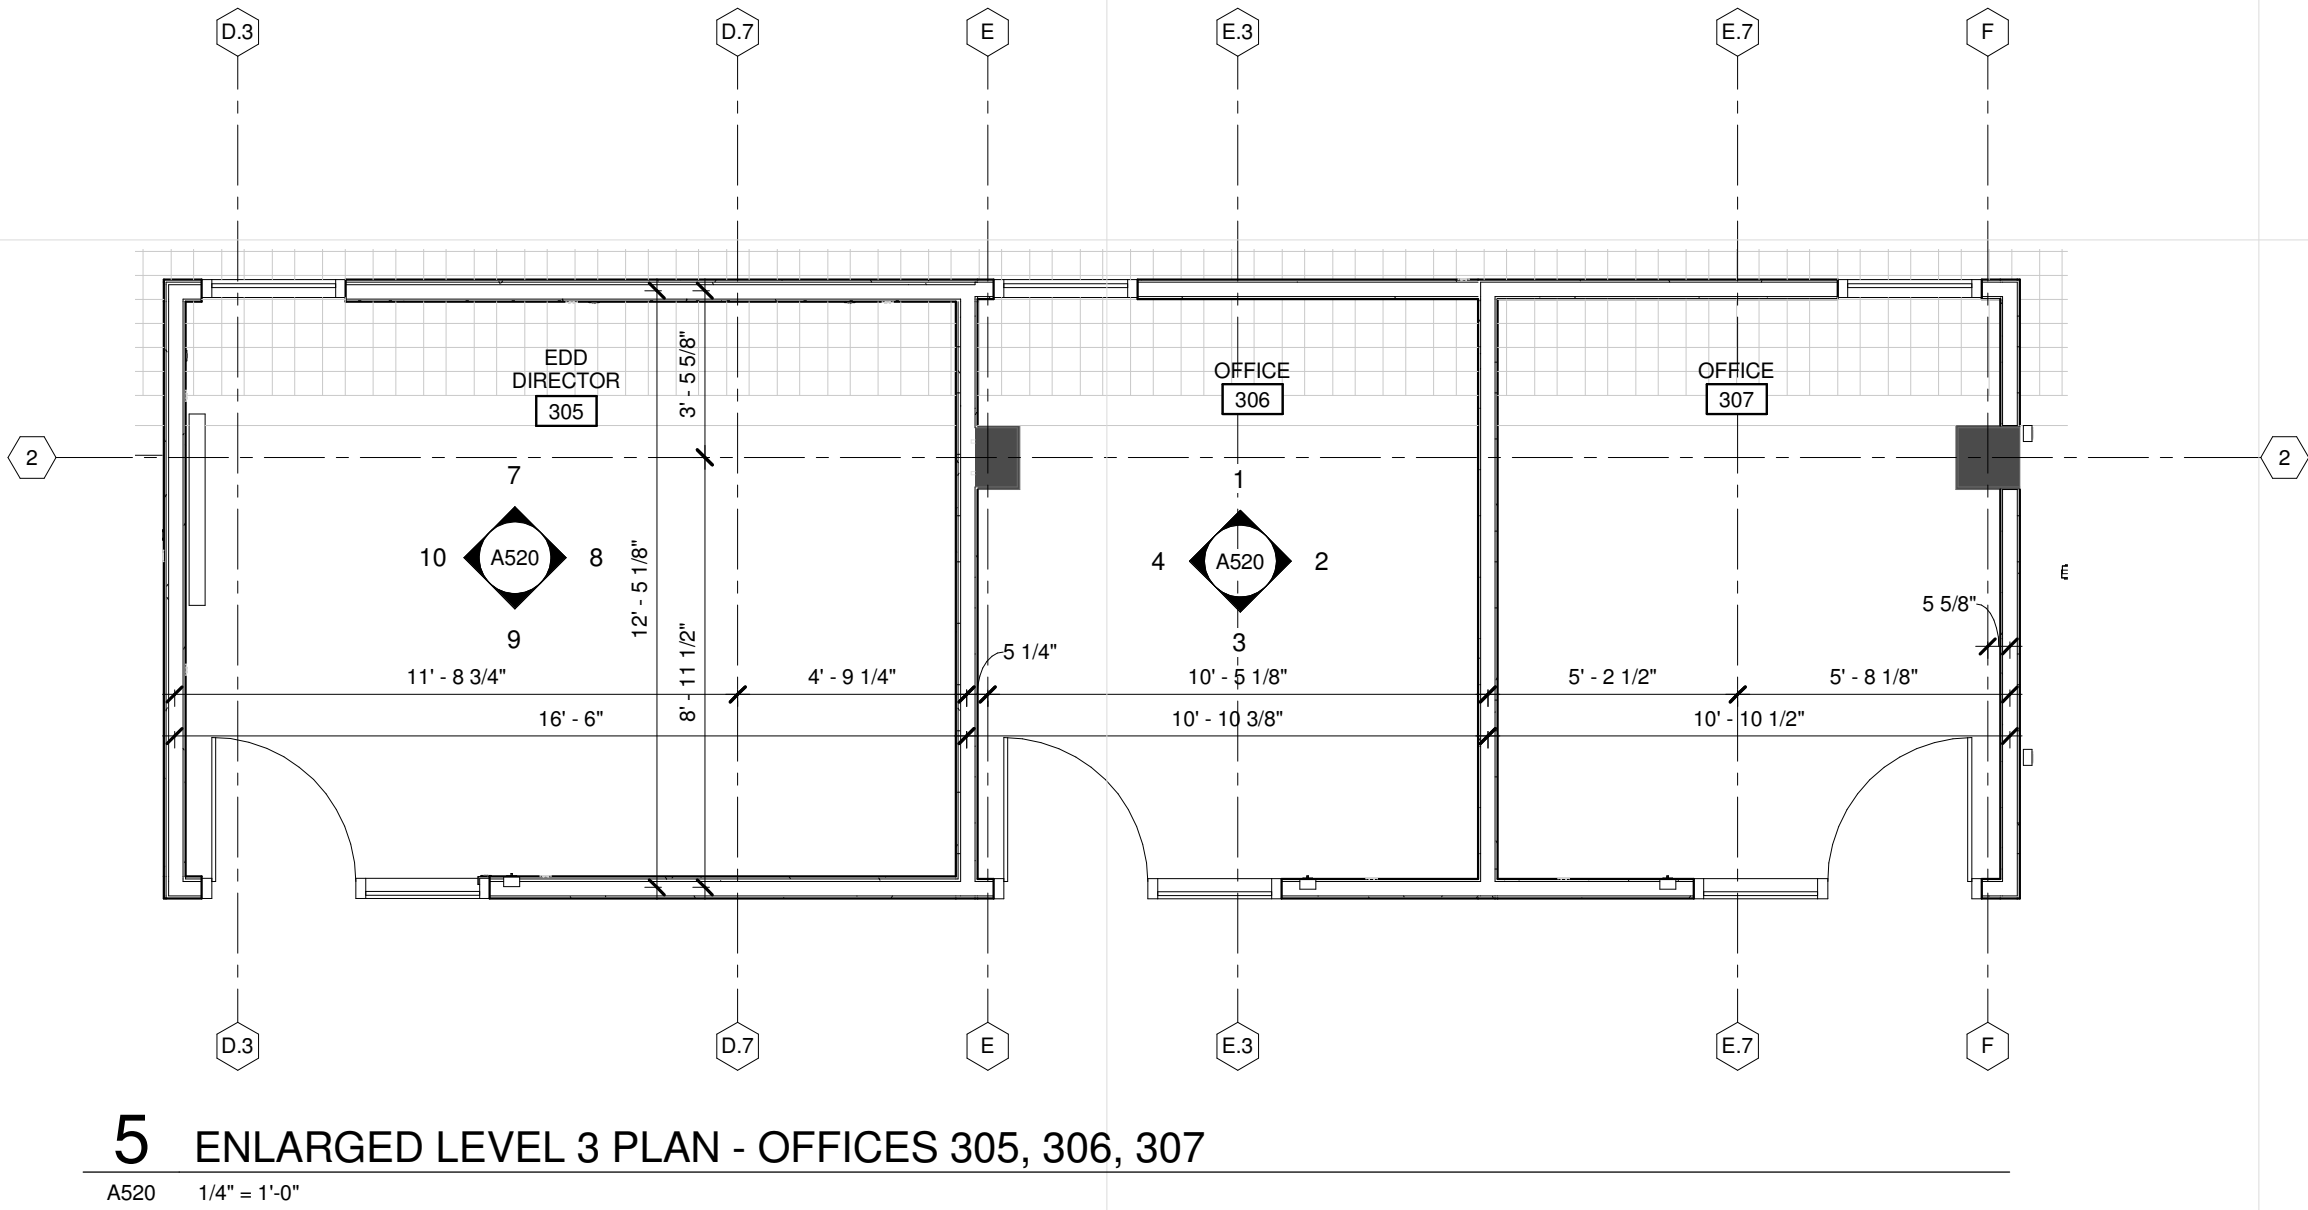 D.3 D.7 E E.3 E.7 F
EDD
DIRECTOR
305
OFFICE
306
OFFICE
307
3' - 5 5/8"
2
2
7
10 A520 8
9
1
4 A520 2
3
12' - 5 1/8"
8' - 11 1/2"
5 5/8"
5 1/4"
11' - 8 3/4" 4' - 9 1/4" 10' - 5 1/8" 5' - 2 1/2" 5' - 8 1/8"
16' - 6" 10' - 10 3/8" 10' - 10 1/2"
D.3 D.7 E E.3 E.7 F
5 ENLARGED LEVEL 3 PLAN - OFFICES 305, 306, 307
A520 1/4" = 1'-0"